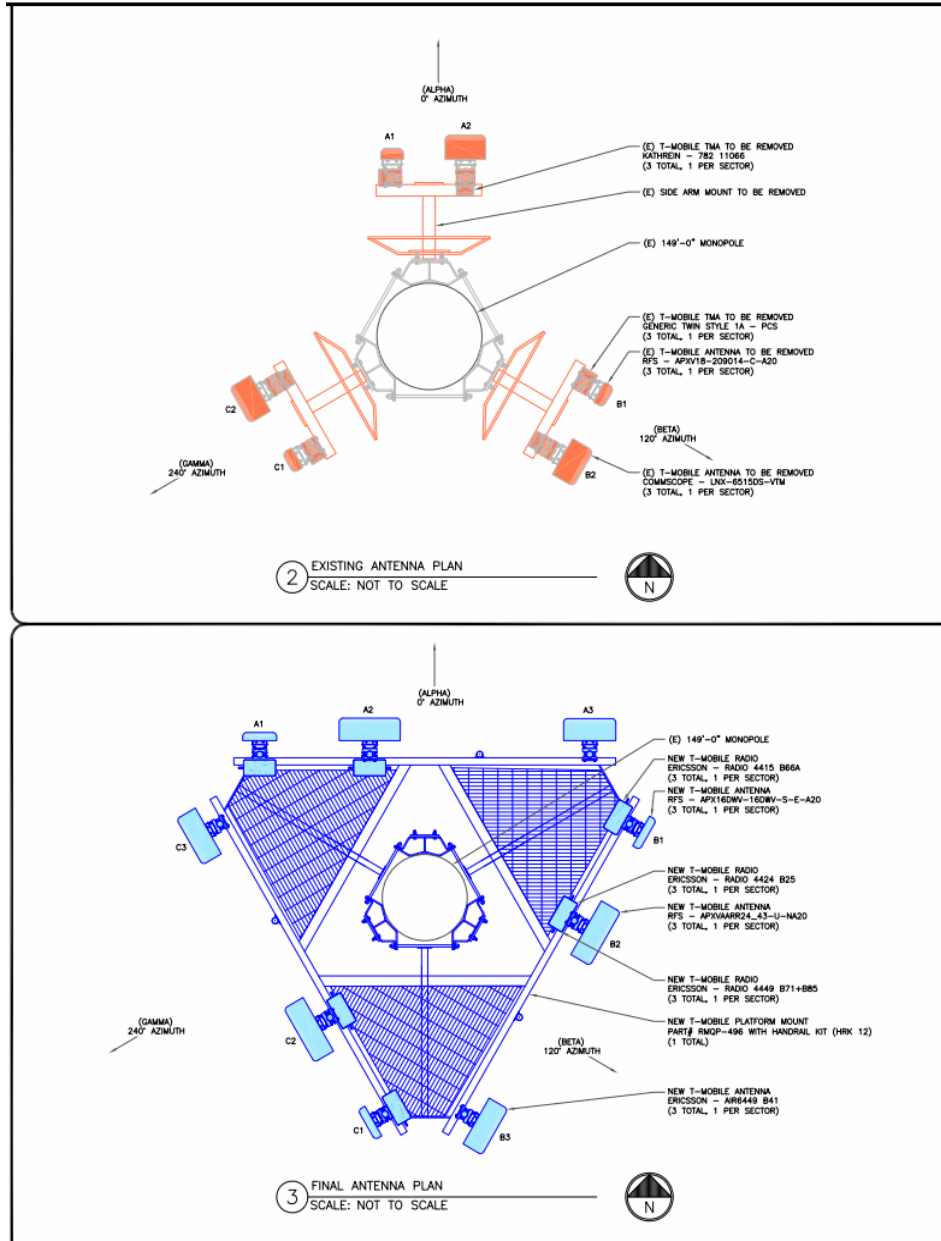 (ALPHA)
0° AZIMUTH
A1
A2
(E) T-MOBILE TMA TO BE REMOVED
KATHREIN - 782 11066
(3 TOTAL, 1 PER SECTOR)
(E) SIDE ARM MOUNT TO BE REMOVED
(E) 149'-0" MONOPOLE
(E) T-MOBILE TMA TO BE REMOVED
GENERIC TWIN STYLE 1A - PCS
(3 TOTAL, 1 PER SECTOR)
(E) T-MOBILE ANTENNA TO BE REMOVED
RFS - APXV18-209014-C-A20
(3 TOTAL, 1 PER SECTOR)
C2
B1
(BETA)
120° AZIMUTH
C1
(GAMMA)
240° AZIMUTH
B2
(E) T-MOBILE ANTENNA TO BE REMOVED
COMMSCOPE - LNX-6515DS-VTM
(3 TOTAL, 1 PER SECTOR)
2
EXISTING ANTENNA PLAN
SCALE: NOT TO SCALE
N
(ALPHA)
0° AZIMUTH
A1
A2
A3
(E) 149'-0" MONOPOLE
NEW T-MOBILE RADIO
ERICSSON - RADIO 4415 B66A
(3 TOTAL, 1 PER SECTOR)
NEW T-MOBILE ANTENNA
RFS - APX16DWV-16DWV-S-E-A20
(3 TOTAL, 1 PER SECTOR)
C3
B1
NEW T-MOBILE RADIO
ERICSSON - RADIO 4424 B25
(3 TOTAL, 1 PER SECTOR)
NEW T-MOBILE ANTENNA
RFS - APXVAARR24_43-U-NA20
(3 TOTAL, 1 PER SECTOR)
B2
NEW T-MOBILE RADIO
ERICSSON - RADIO 4449 B71+B85
(3 TOTAL, 1 PER SECTOR)
(GAMMA)
240° AZIMUTH
C2
NEW T-MOBILE PLATFORM MOUNT
PART# RMQP-496 WITH HANDRAIL KIT (HRK 12)
(1 TOTAL)
(BETA)
120° AZIMUTH
NEW T-MOBILE ANTENNA
ERICSSON - AIR6449 B41
(3 TOTAL, 1 PER SECTOR)
C1
B3
3
FINAL ANTENNA PLAN
SCALE: NOT TO SCALE
N